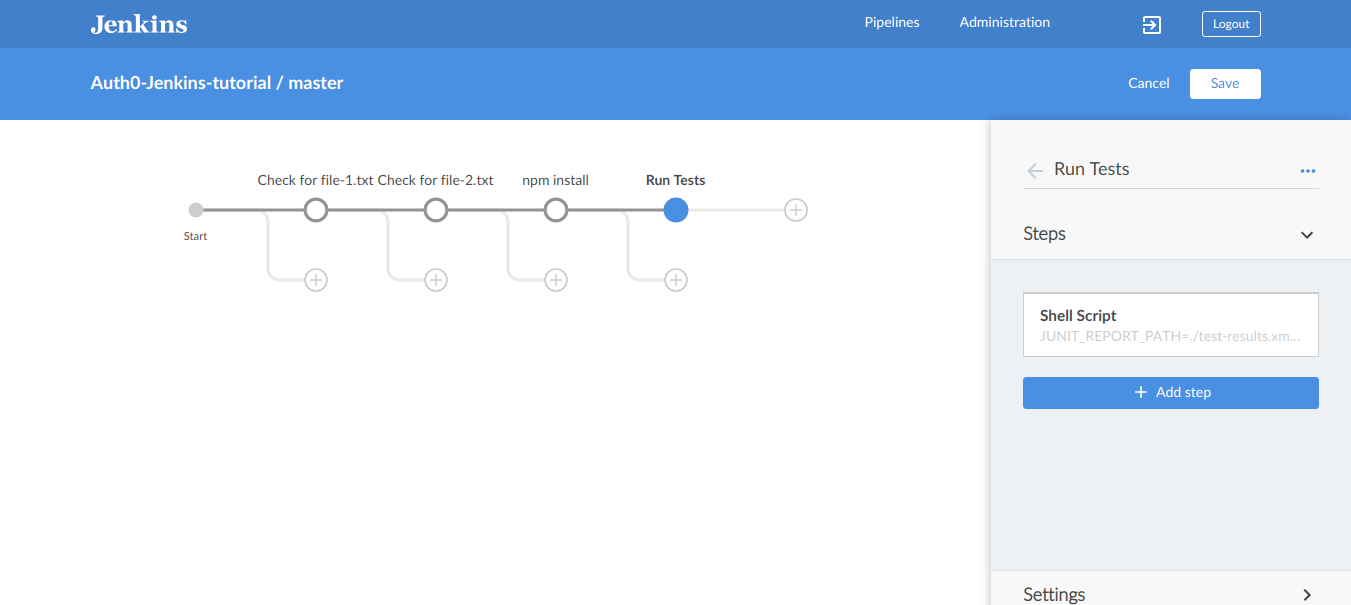 Jenkins
Pipelines
Administration
Logout
Auth0-Jenkins-tutorial / master
Cancel
Save
Check for file-1.txt
Check for file-2.txt
npm install
Run Tests
Start
Run Tests
Steps
Shell Script
JUNIT_REPORT_PATH=./test-results.xm...
Add step
Settings